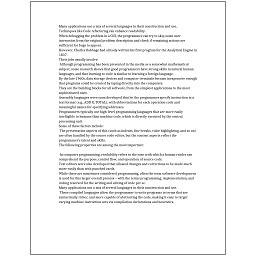 Many applications use a mix of several languages in their construction and use.
Techniques like Code refactoring can enhance readability.
When debugging the problem in a GUI, the programmer can try to skip some user
interaction from the original problem description and check if remaining actions are
sufficient for bugs to appear.
However, Charles Babbage had already written his first program for the Analytical Engine in
1837.
Their jobs usually involve:
Although programming has been presented in the media as a somewhat mathematical
subject, some research shows that good programmers have strong skills in natural human
languages, and that learning to code is similar to learning a foreign language.
By the late 1960s, data storage devices and computer terminals became inexpensive enough
that programs could be created by typing directly into the computers.
They are the building blocks for all software, from the simplest applications to the most
sophisticated ones.
Assembly languages were soon developed that let the programmer specify instruction in a
text format (e.g., ADD X, TOTAL), with abbreviations for each operation code and
meaningful names for specifying addresses.
Programmers typically use high-level programming languages that are more easily
intelligible to humans than machine code, which is directly executed by the central
processing unit.
Some of these factors include:
The presentation aspects of this (such as indents, line breaks, color highlighting, and so on)
are often handled by the source code editor, but the content aspects reflect the
programmer's talent and skills.
The following properties are among the most important:

In computer programming, readability refers to the ease with which a human reader can
comprehend the purpose, control flow, and operation of source code.
Text editors were also developed that allowed changes and corrections to be made much
more easily than with punched cards.
While these are sometimes considered programming, often the term software development
is used for this larger overall process – with the terms programming, implementation, and
coding reserved for the writing and editing of code per se.
Many applications use a mix of several languages in their construction and use.
These compiled languages allow the programmer to write programs in terms that are
syntactically richer, and more capable of abstracting the code, making it easy to target
varying machine instruction sets via compilation declarations and heuristics.